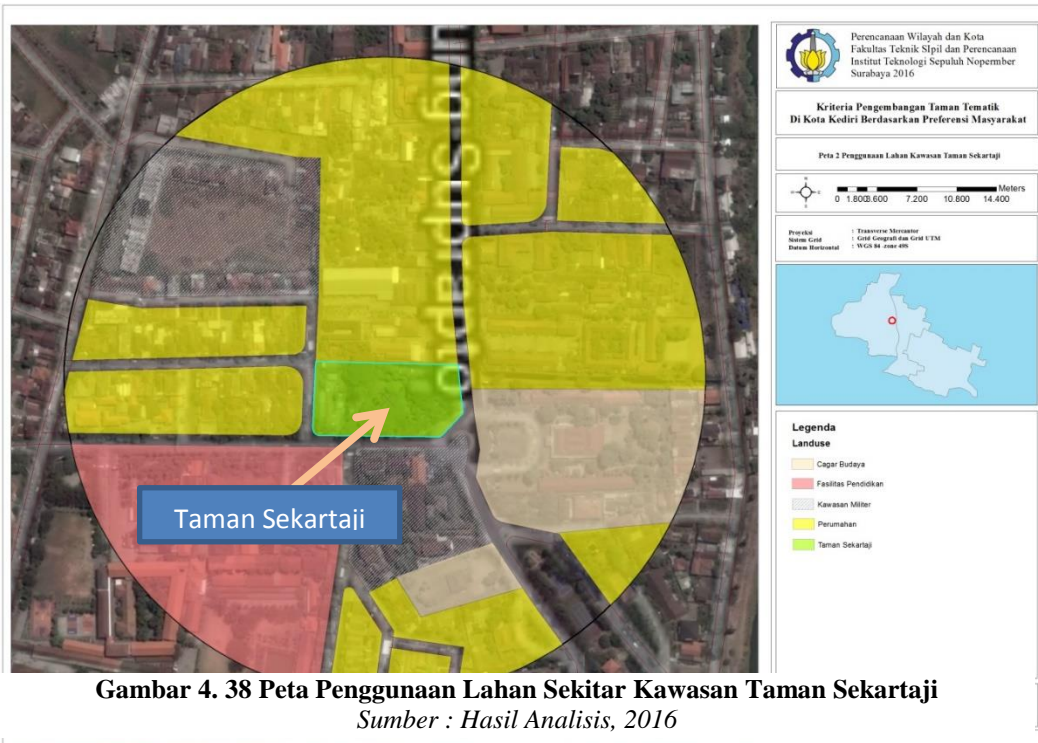 Perencanaan Wilayah dan Kota
Fakultas Teknik SIpil dan Perencanaan
Institut Teknologi Sepuluh Nopermber
Surabaya 2016
Kriteria Pengembangan Taman Tematik
Di Kota Kediri Berdasarkan Preferensi Masyarakat
Peta 2 Penggunaan Lahan Kawasan Taman Sekartaji
Meters
0 1.8003.600 7.200 10.800 14.400
Proyeksi : Transverse Mercantor
Sistem Grid : Grid Geografi dan Grid UTM
Datum Horizontal : WGS 84 zone 49S
Legenda
Landuse
Cagar Budaya
Fasilitas Pendidikan
Kawasan Militer
Perumahan
Taman Sekartaji
Taman Sekartaji
Gambar 4. 38 Peta Penggunaan Lahan Sekitar Kawasan Taman Sekartaji
Sumber : Hasil Analisis, 2016